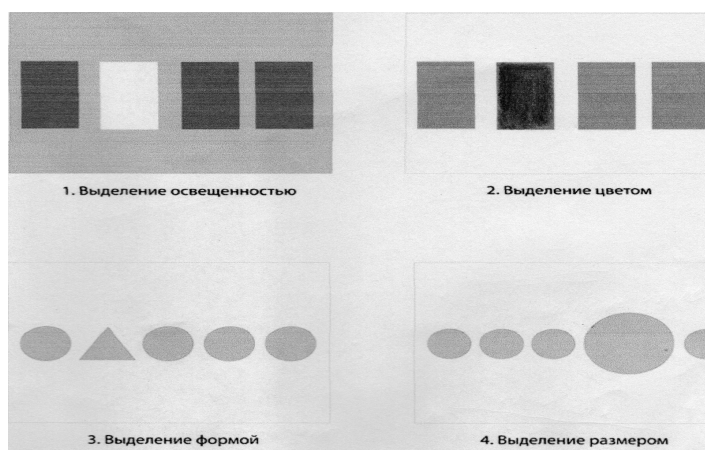 1. Выделение освещенностью
2. Выделение цветом
3. Выделение формой
4. Выделение размером